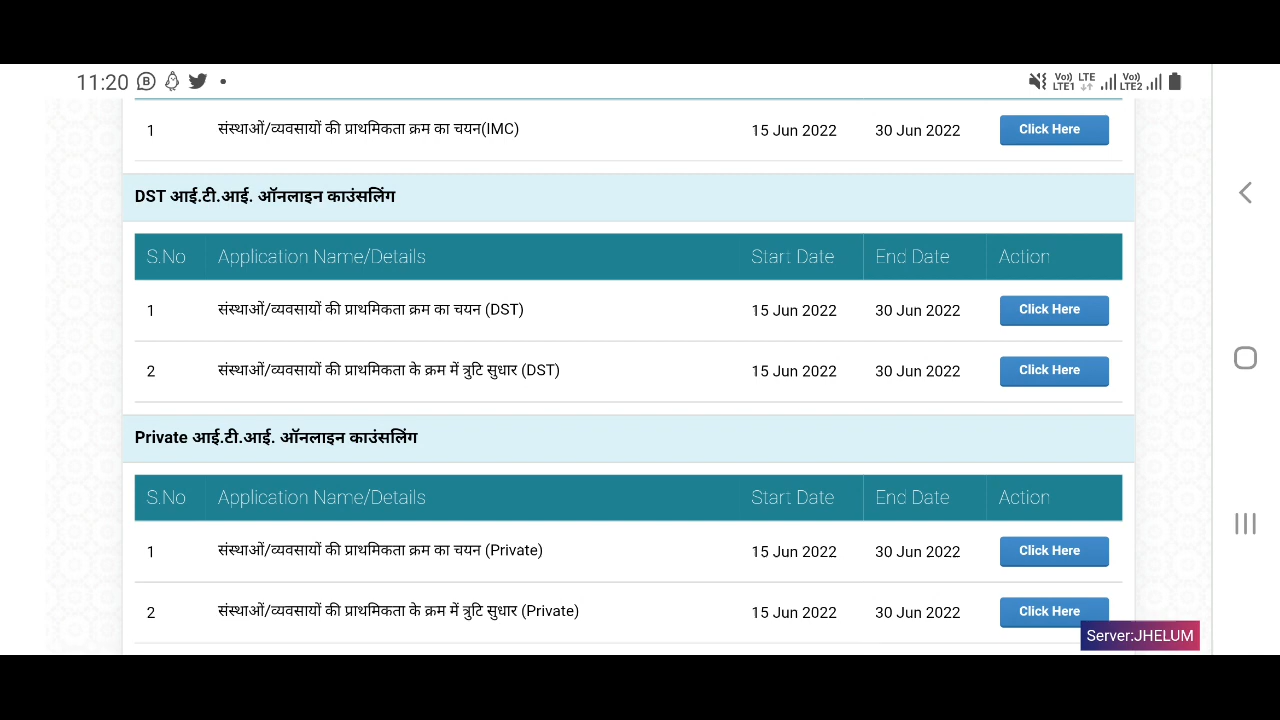 11:20
Vo) LTE Vo)
LTE1 LTE2
1 संस्थाओं/व्यवसायों की प्राथमिकता क्रम का चयन(IMC) 15 Jun 2022 30 Jun 2022 Click Here
DST आई.टी.आई. ऑनलाइन काउंसलिंग
S.No Application Name/Details Start Date End Date Action
1 संस्थाओं/व्यवसायों की प्राथमिकता क्रम का चयन (DST) 15 Jun 2022 30 Jun 2022 Click Here
2 संस्थाओं/व्यवसायों की प्राथमिकता के क्रम में त्रुटि सुधार (DST) 15 Jun 2022 30 Jun 2022 Click Here
Private आई.टी.आई. ऑनलाइन काउंसलिंग
S.No Application Name/Details Start Date End Date Action
1 संस्थाओं/व्यवसायों की प्राथमिकता क्रम का चयन (Private) 15 Jun 2022 30 Jun 2022 Click Here
2 संस्थाओं/व्यवसायों की प्राथमिकता के क्रम में त्रुटि सुधार (Private) 15 Jun 2022 30 Jun 2022 Click Here
Server:JHELUM